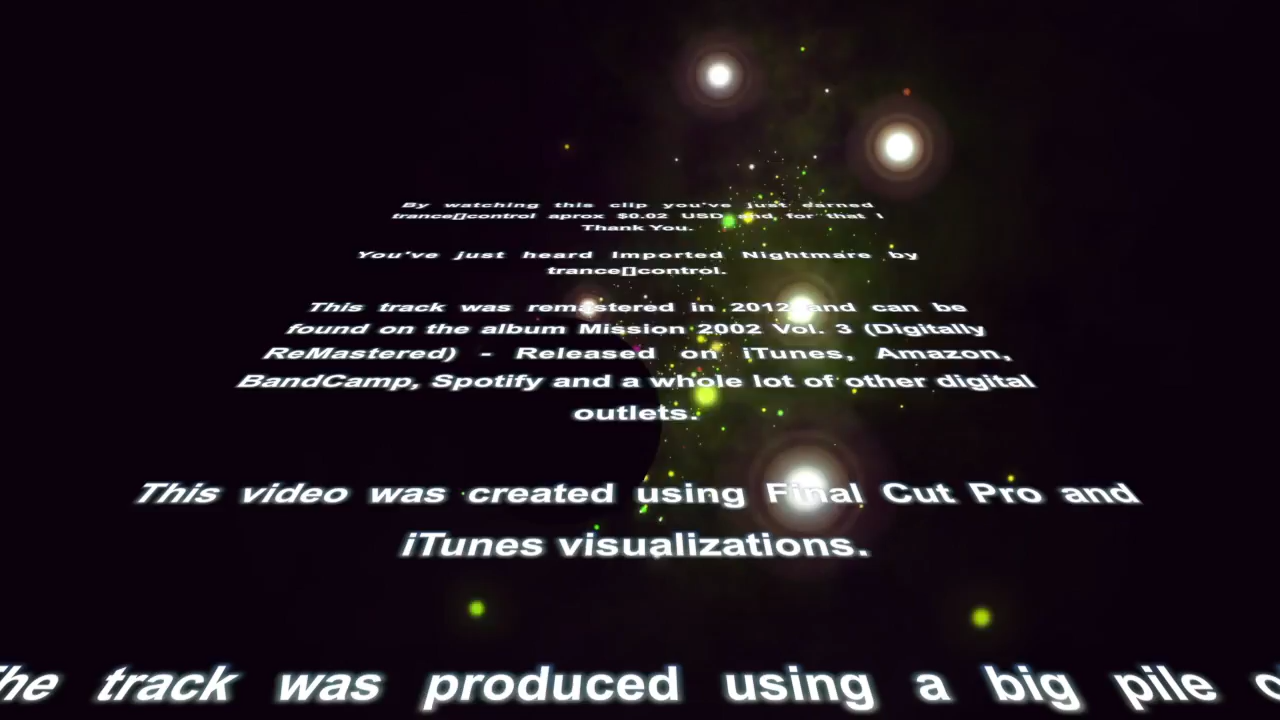 By watching this clip you've just earned
trance[]control aprox $0.02 USD and for that I
Thank You.
You've just heard Imported Nightmare by
trance[]control.
This track was remastered in 2012 and can be
found on the album Mission 2002 Vol. 3 (Digitally
ReMastered) - Released on iTunes, Amazon,
BandCamp, Spotify and a whole lot of other digital
outlets.
This video was created using Final Cut Pro and
iTunes visualizations.
The track was produced using a big pile